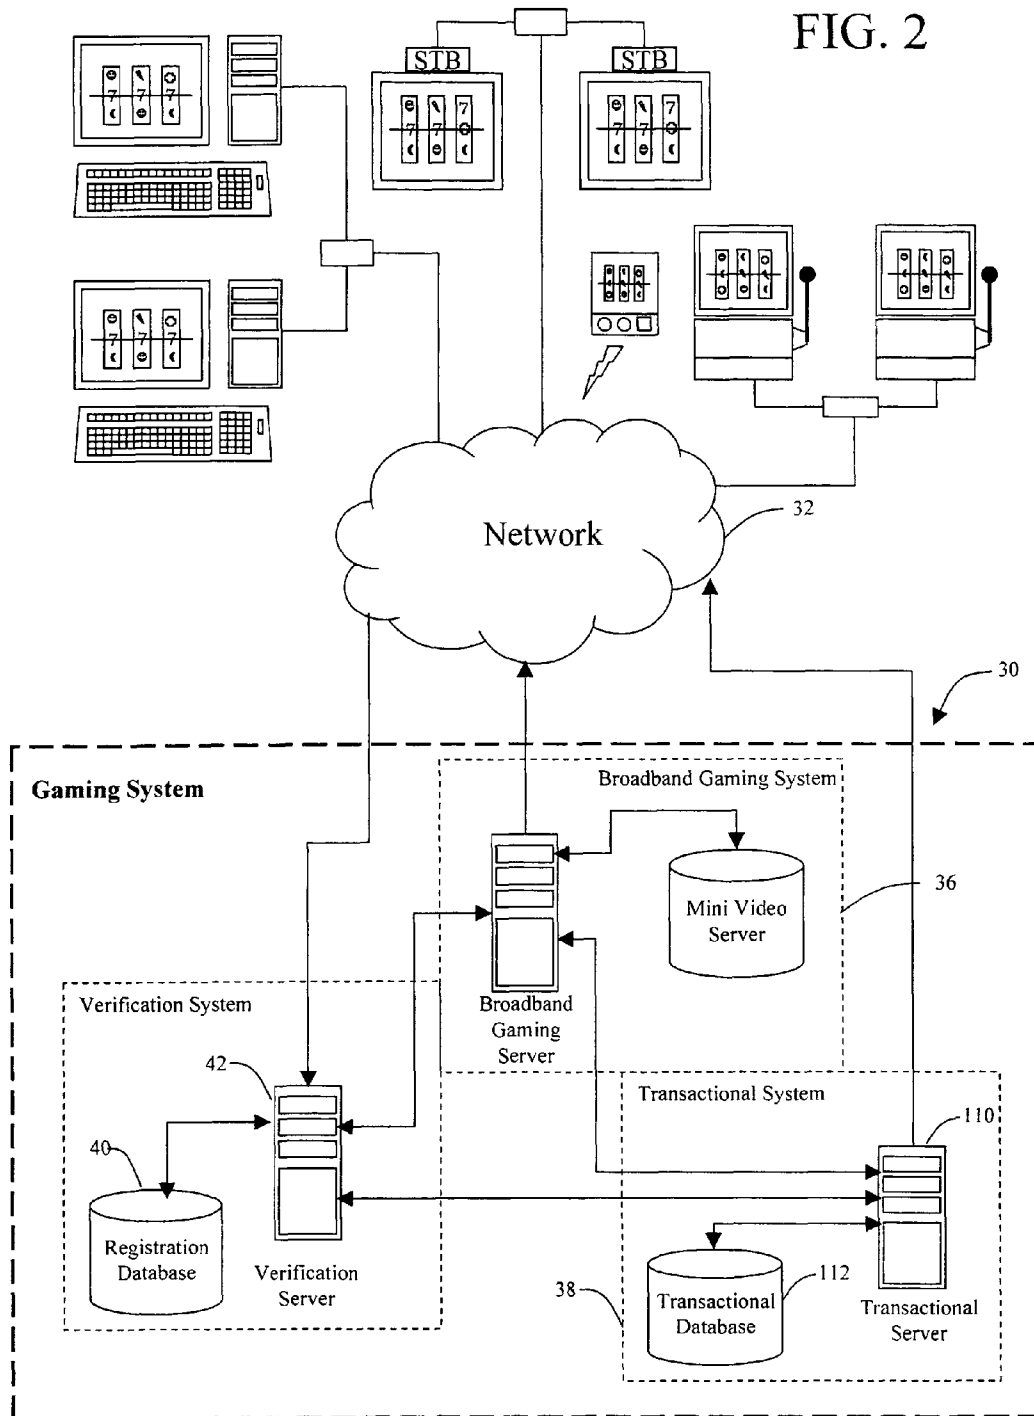 FIG. 2
STB
STB
Network
32
30
Gaming System
Broadband Gaming System
36
Mini Video
Server
Broadband
Gaming
Server
Verification System
42
40
Registration
Database
Verification
Server
Transactional System
110
38
112
Transactional
Database
Transactional
Server